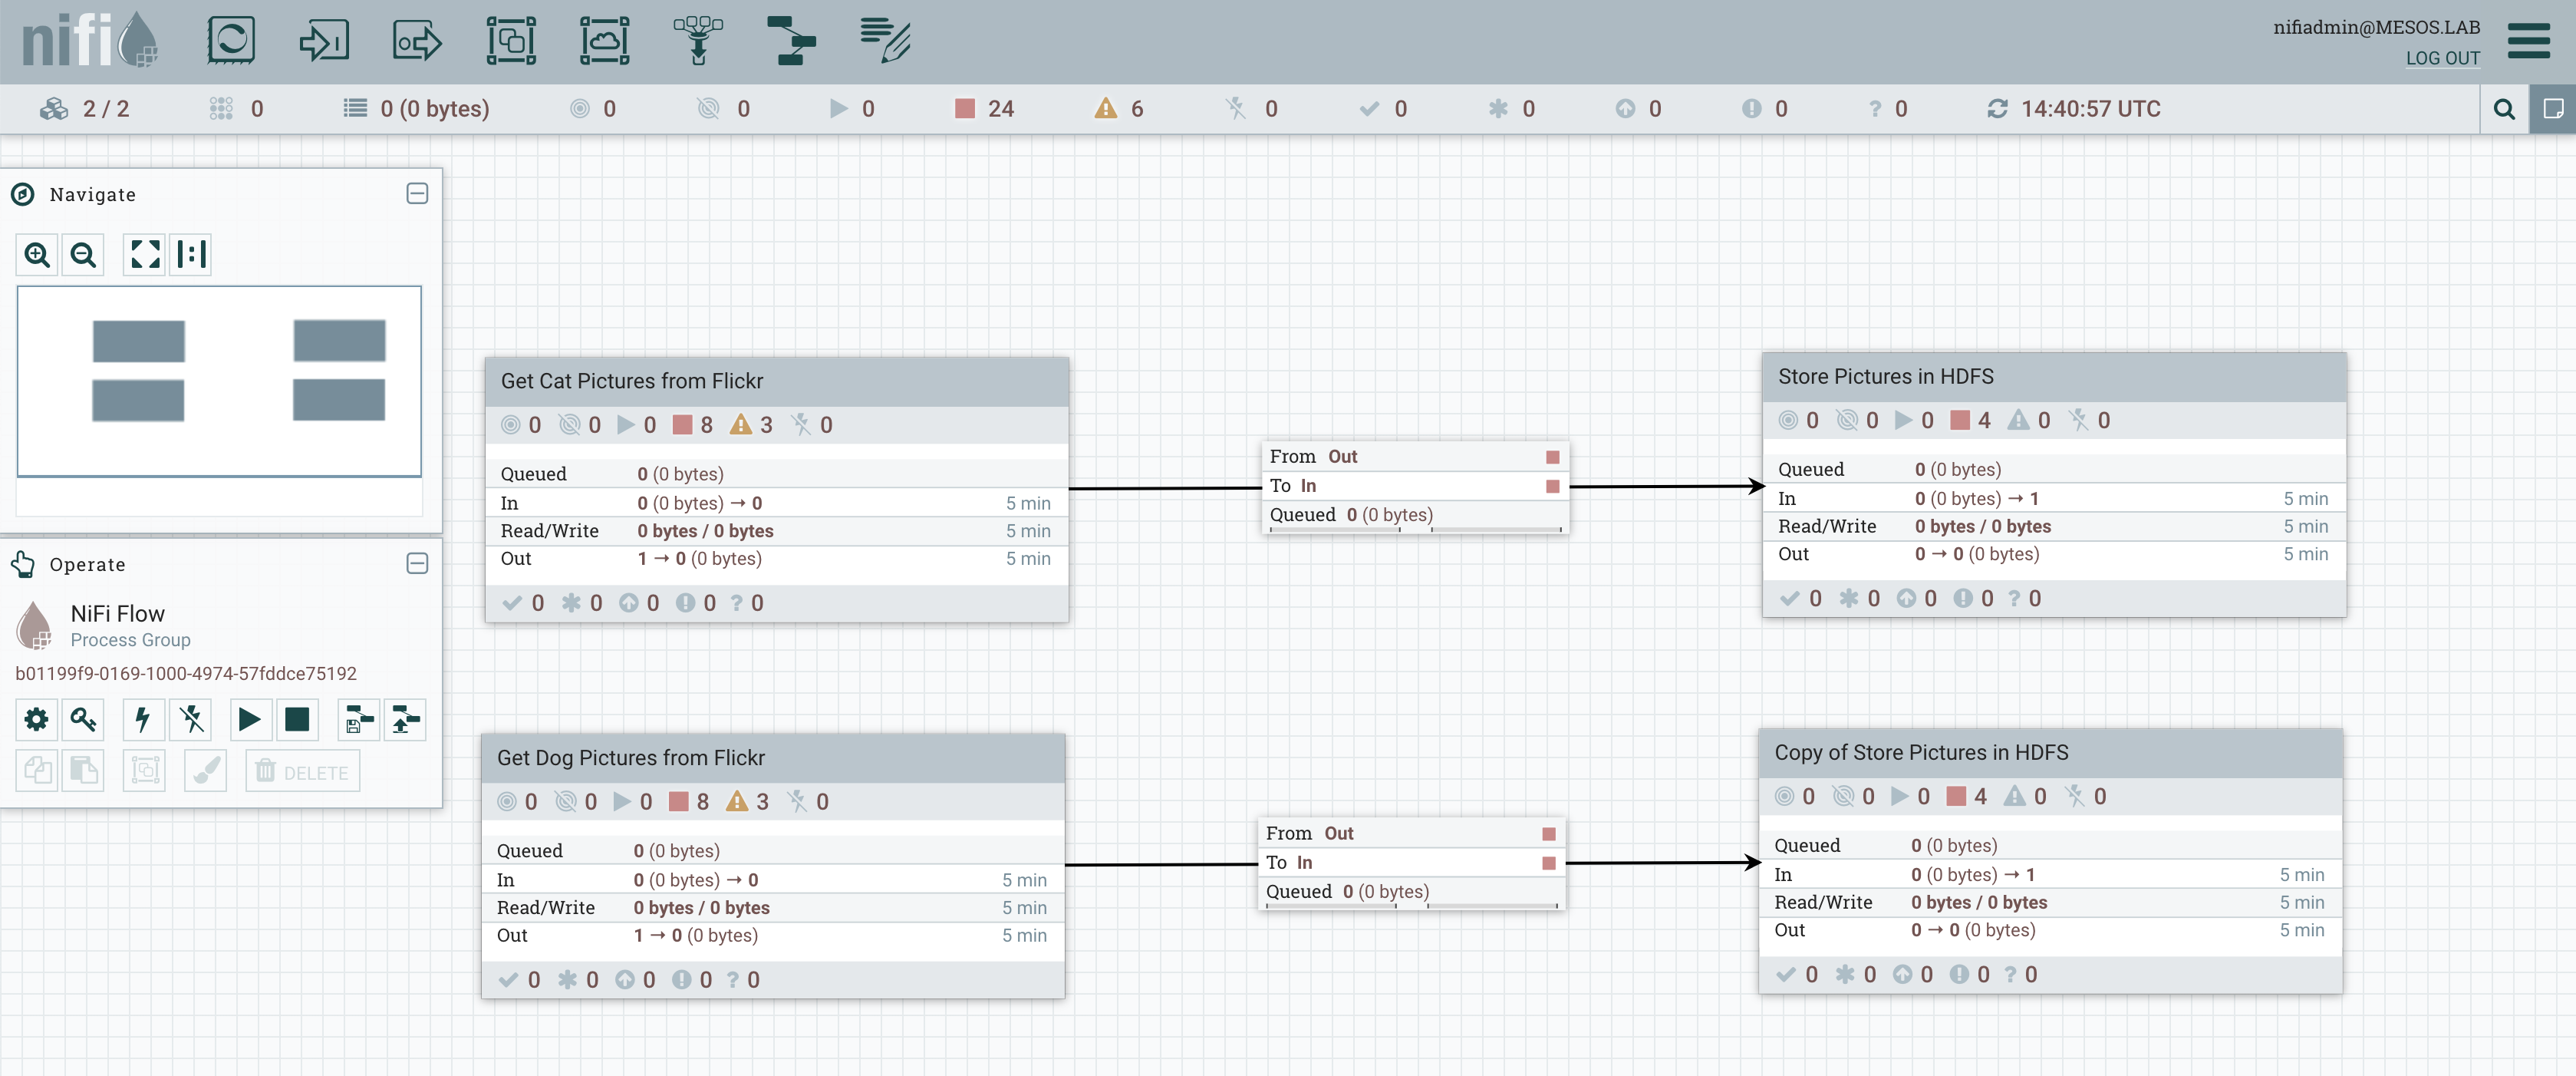 nifi
nifiadmin@MESOS.LAB
LOG OUT
2 / 2 0 0 (0 bytes) 0 0 0 24 6 0 0 0 0 0 ? 0 14:40:57 UTC
Navigate
Operate
NiFi Flow
Process Group
b01199f9-0169-1000-4974-57fddce75192
DELETE
Get Cat Pictures from Flickr
0 0 0 8 3 0
Queued 0 (0 bytes)
In 0 (0 bytes) → 0 5 min
Read/Write 0 bytes / 0 bytes 5 min
Out 1 → 0 (0 bytes) 5 min
0 0 0 0 ? 0
From Out
To In
Queued 0 (0 bytes)
Store Pictures in HDFS
0 0 0 4 0 0
Queued 0 (0 bytes)
In 0 (0 bytes) → 1 5 min
Read/Write 0 bytes / 0 bytes 5 min
Out 0 → 0 (0 bytes) 5 min
0 0 0 0 ? 0
Get Dog Pictures from Flickr
0 0 0 8 3 0
Queued 0 (0 bytes)
In 0 (0 bytes) → 0 5 min
Read/Write 0 bytes / 0 bytes 5 min
Out 1 → 0 (0 bytes) 5 min
0 0 0 0 ? 0
From Out
To In
Queued 0 (0 bytes)
Copy of Store Pictures in HDFS
0 0 0 4 0 0
Queued 0 (0 bytes)
In 0 (0 bytes) → 1 5 min
Read/Write 0 bytes / 0 bytes 5 min
Out 0 → 0 (0 bytes) 5 min
0 0 0 0 ? 0